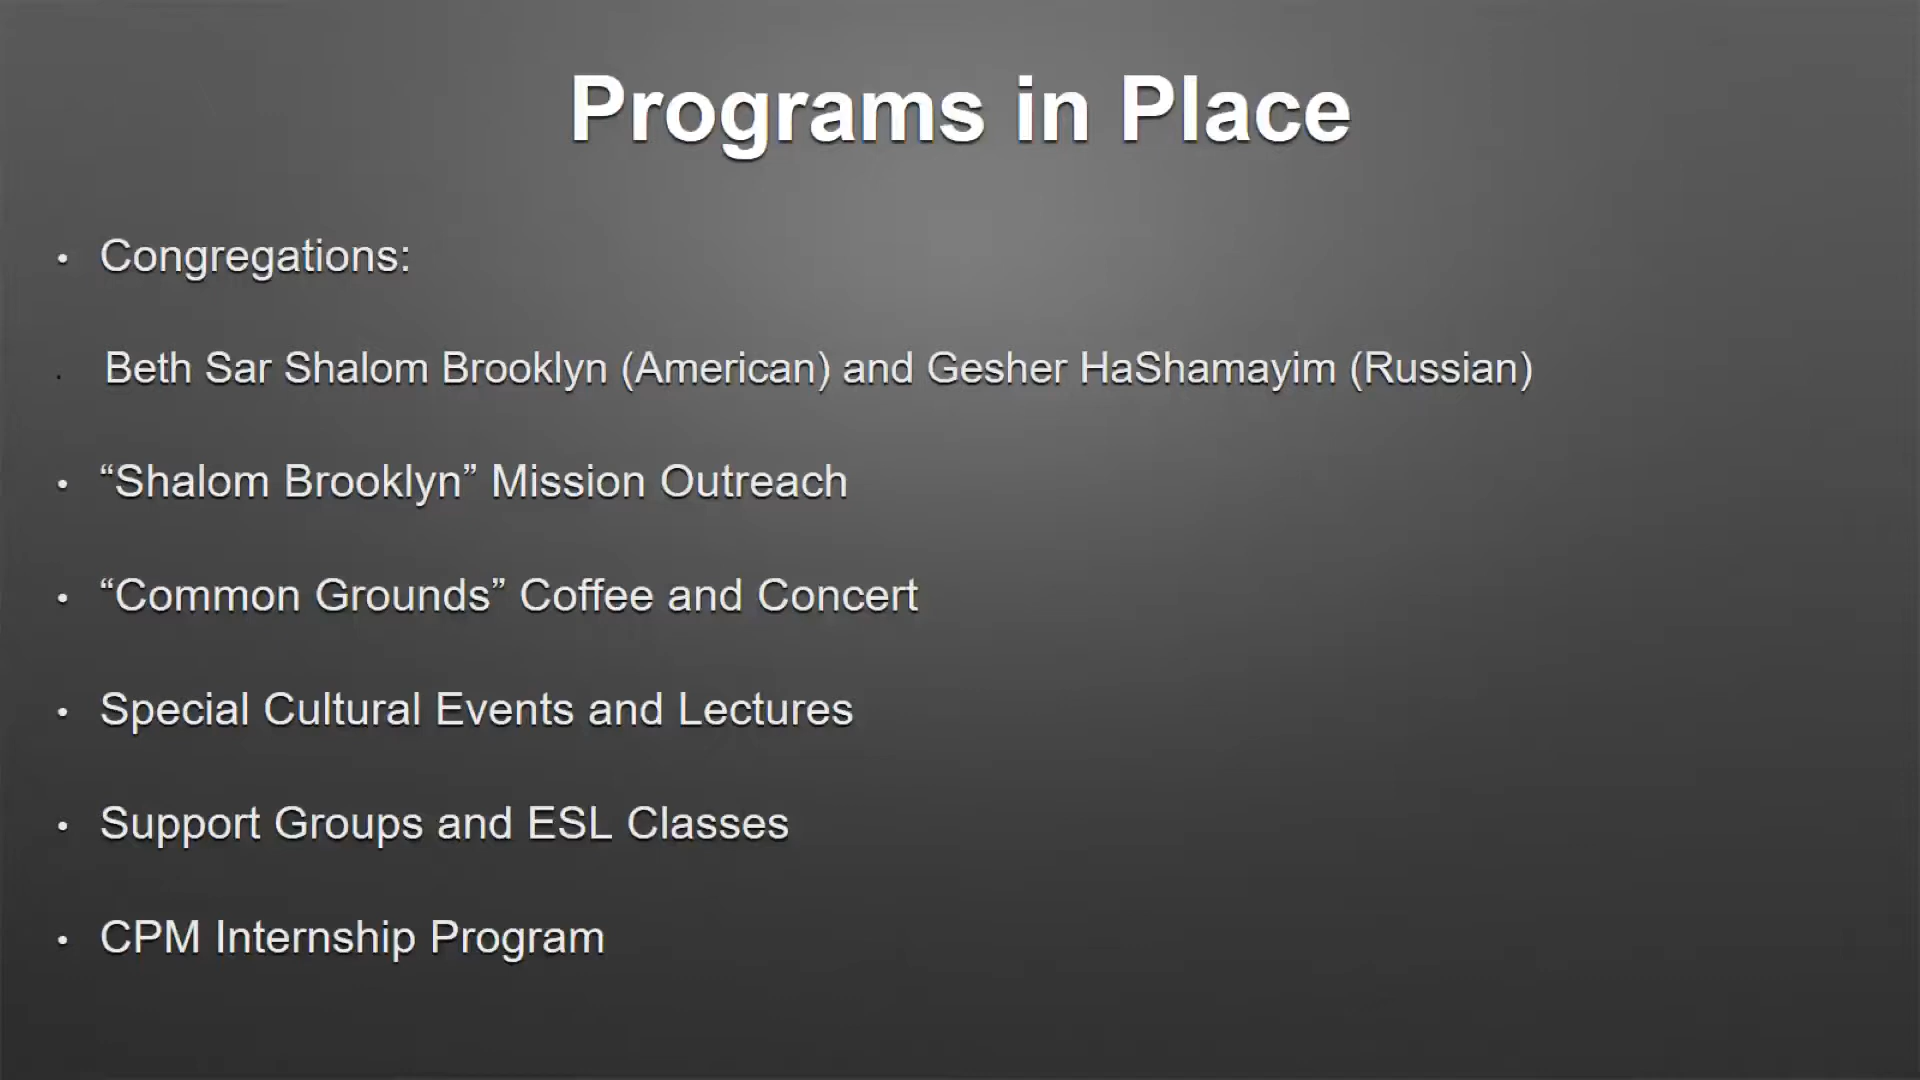 Programs in Place
• Congregations:
• Beth Sar Shalom Brooklyn (American) and Gesher HaShamayim (Russian)
• “Shalom Brooklyn” Mission Outreach
• “Common Grounds” Coffee and Concert
• Special Cultural Events and Lectures
• Support Groups and ESL Classes
• CPM Internship Program